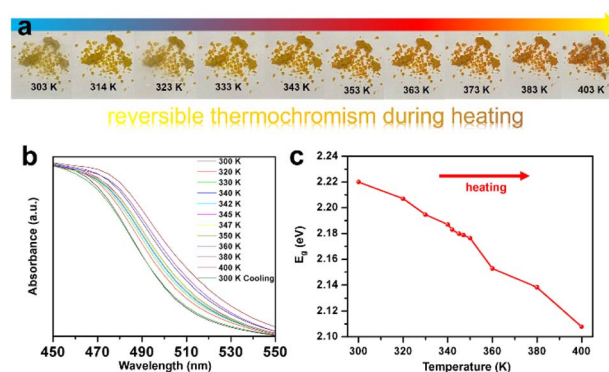 a
303 K 314 K 323 K 333 K 343 K 353 K 363 K 373 K 383 K 403 K
reversible thermochromism during heating
b
Absorbance (a.u.)
300 K
320 K
330 K
340 K
342 K
345 K
347 K
350 K
360 K
380 K
400 K
300 K Cooling
450 470 490 510 530 550
Wavelength (nm)
c
heating
Eg (eV)
2.24
2.22
2.20
2.18
2.16
2.14
2.12
2.10
300 320 340 360 380 400
Temperature (K)